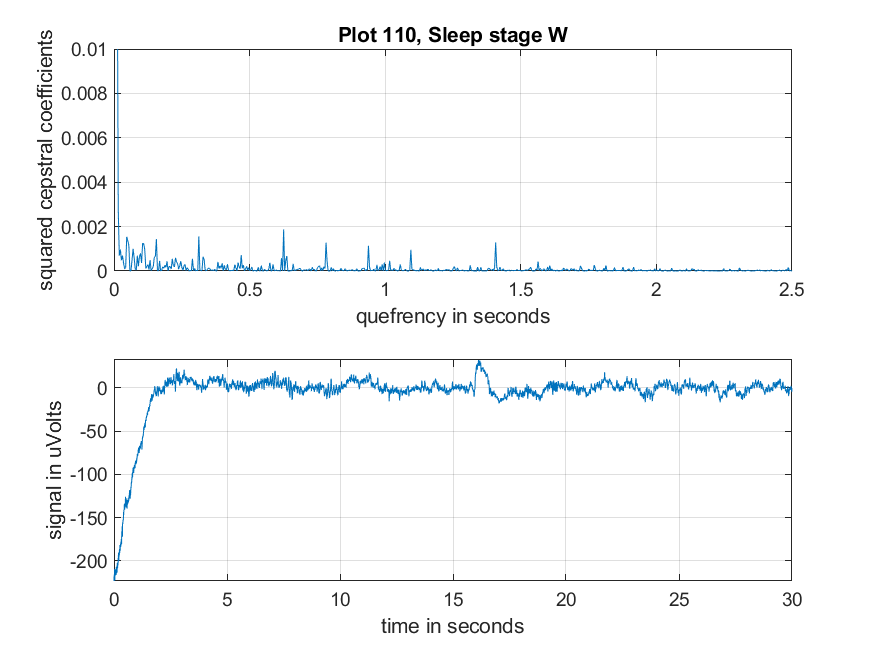 Plot 110, Sleep stage W
squared cepstral coefficients
0.01
0.008
0.006
0.004
0.002
0
0 0.5 1 1.5 2 2.5
quefrency in seconds
signal in uVolts
0
-50
-100
-150
-200
0 5 10 15 20 25 30
time in seconds